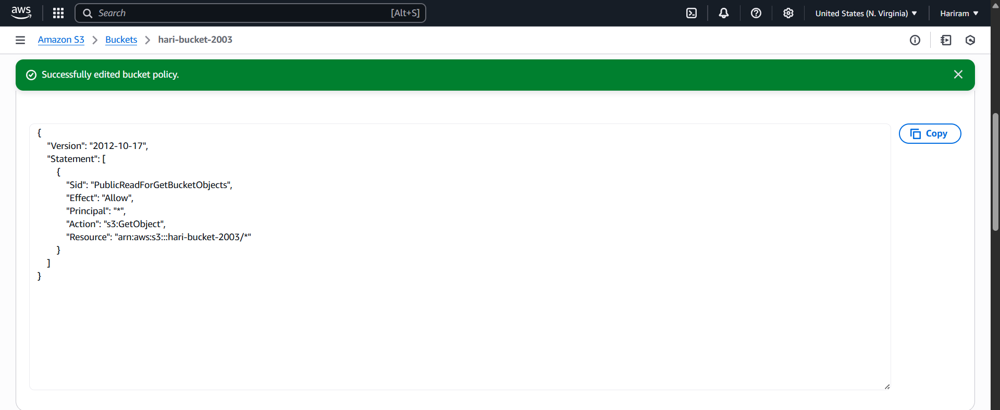 aws
Search [Alt+S]
United States (N. Virginia) Hariram
Amazon S3 Buckets hari-bucket-2003
Successfully edited bucket policy.
{
"Version": "2012-10-17",
"Statement": [
{
"Sid": "PublicReadForGetBucketObjects",
"Effect": "Allow",
"Principal": "*",
"Action": "s3:GetObject",
"Resource": "arn:aws:s3:::hari-bucket-2003/*"
}
]
}
Copy